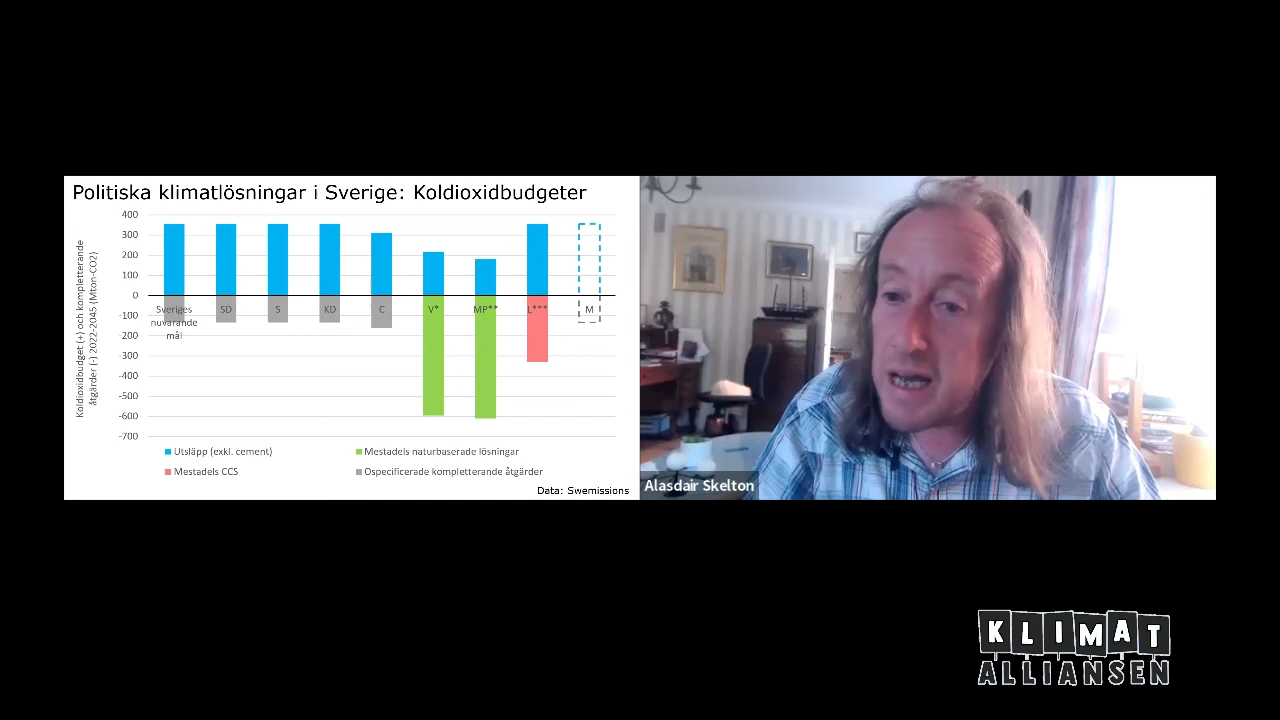 Politiska klimatlösningar i Sverige: Koldioxidbudgeter
Koldioxidbudget (+) och kompletterande
åtgärder (-) 2022-2045 (Mton-CO2)
400
300
200
100
0
-100
-200
-300
-400
-500
-600
-700
Sveriges
nuvarande
mål
SD
S
KD
C
V*
MP**
L***
M
Utsläpp (exkl. cement)
Mestadels naturbaserade lösningar
Mestadels CCS
Ospecificerade kompletterande åtgärder
Data: Swemissions
Alasdair Skelton
KLIMAT
ALLIANSEN